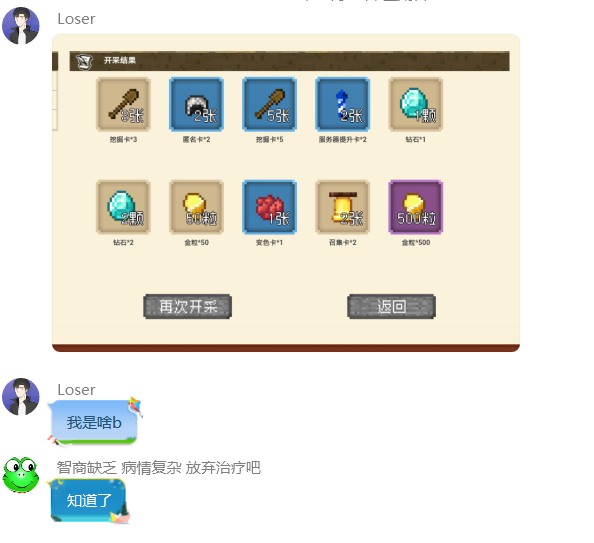 Loser
开采结果
3张
2张
5张
2张
1颗
挖掘卡*3
匿名卡*2
挖掘卡*5
服务器提升卡*2
钻石*1
2颗
50粒
1张
2张
500粒
钻石*2
金粒*50
变色卡*1
召集卡*2
金粒*500
再次开采
返回
Loser
我是啥b
智商缺乏 病情复杂 放弃治疗吧
知道了